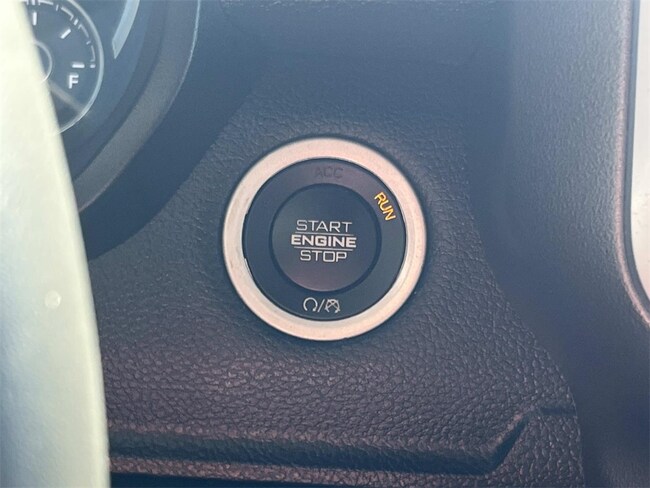 F
ACC
RUN
START
ENGINE
STOP